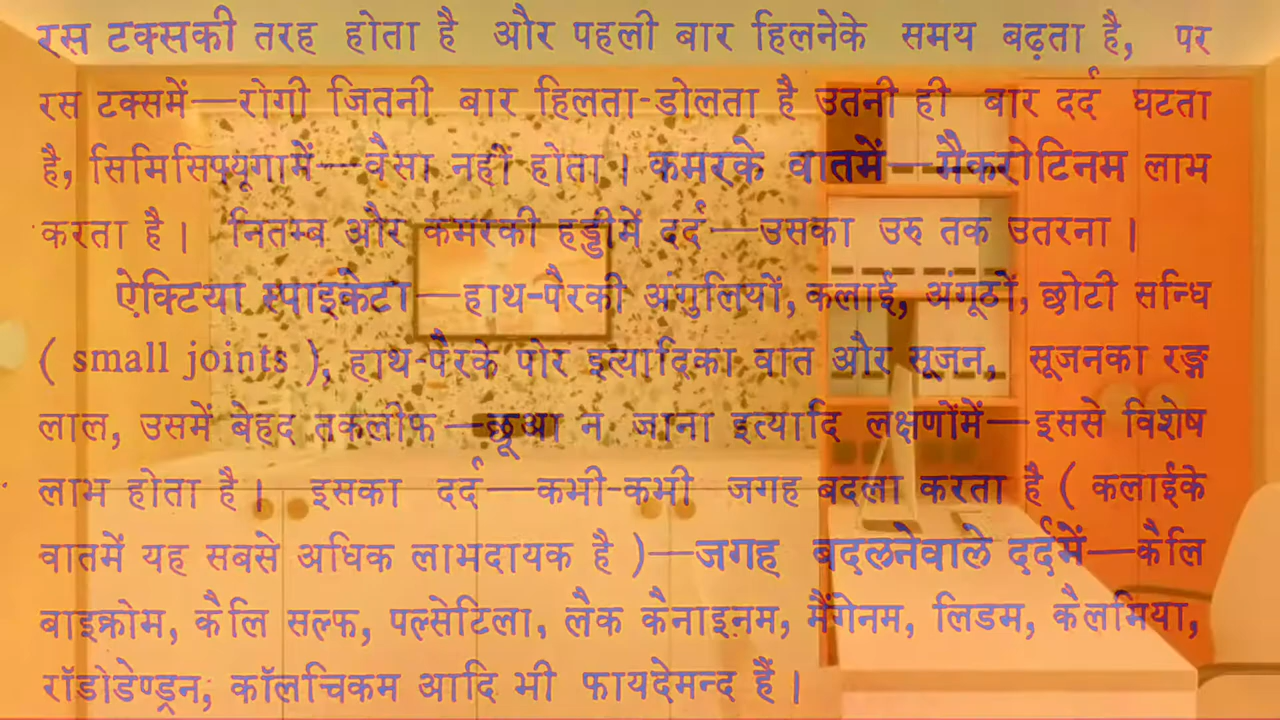 रस टक्सकी तरह होता है और पहली बार हिलनेके समय बढ़ता है, पर
रस टक्समें—रोगी जितनी बार हिलता-डोलता है उतनी ही बार दर्द घटता
है, सिमिसिफ्यूगामें—वैसा नहीं होता। कमरके वातमें—मैकरोटिनम लाभ
करता है। नितम्ब और कमरकी हड्डीमें दर्द—उसका उरु तक उतरना।
ऐक्टिया स्पाइकेटा—हाथ-पैरकी अंगुलियों, कलाई, अंगूठों, छोटी सन्धि
( small joints ), हाथ-पैरके पोर इत्यादिका वात और सूजन, सूजनका रङ्ग
लाल, उसमें बेहद तकलीफ—छूआ न जाना इत्यादि लक्षणोंमें—इससे विशेष
लाभ होता है। इसका दर्द—कभी-कभी जगह बदला करता है ( कलाईके
वातमें यह सबसे अधिक लाभदायक है )—जगह बदलनेवाले दर्दमें—कैलि
बाइक्रोम, कैलि सल्फ, पल्सेटिला, लैक कैनाइनम, मैंगेनम, लिडम, कैलमिया,
रॉडोडेण्ड्रन, कॉलचिकम आदि भी फायदेमन्द हैं।